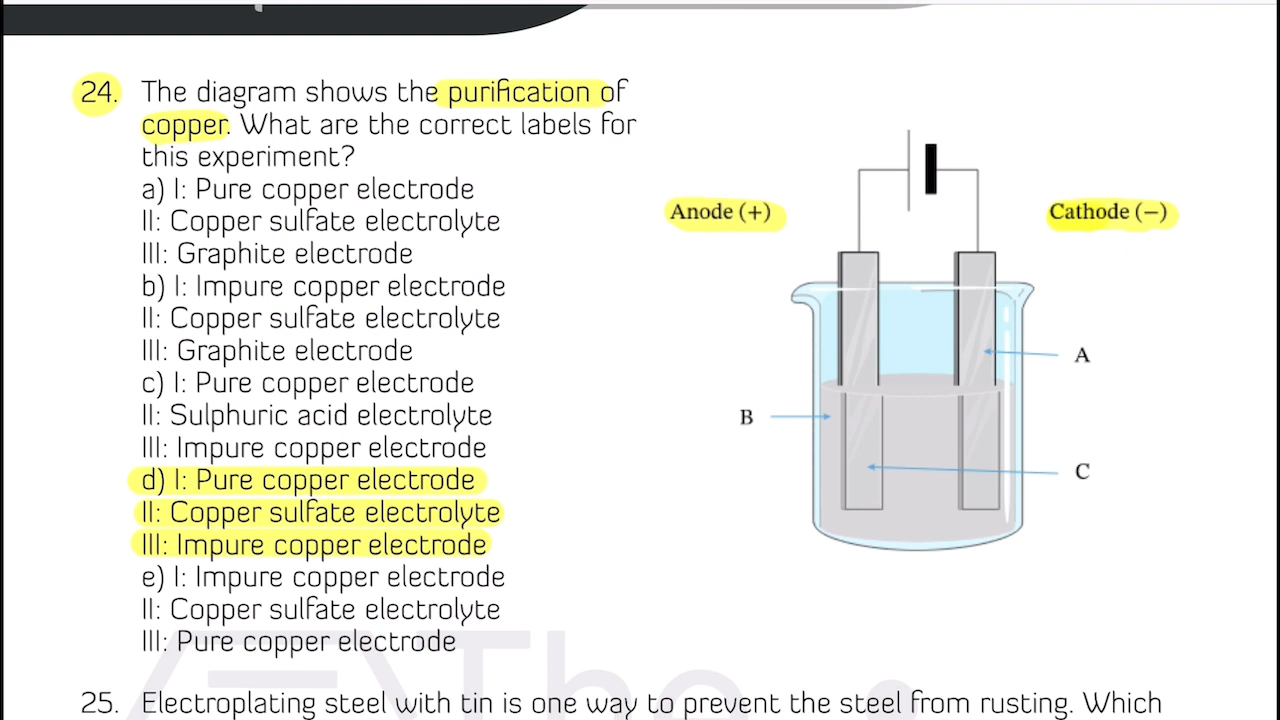 24. The diagram shows the purification of
copper. What are the correct labels for
this experiment?
a) I: Pure copper electrode
II: Copper sulfate electrolyte
III: Graphite electrode
b) I: Impure copper electrode
II: Copper sulfate electrolyte
III: Graphite electrode
c) I: Pure copper electrode
II: Sulphuric acid electrolyte
III: Impure copper electrode
d) I: Pure copper electrode
II: Copper sulfate electrolyte
III: Impure copper electrode
e) I: Impure copper electrode
II: Copper sulfate electrolyte
III: Pure copper electrode
Anode (+)
Cathode (−)
A
B
C
The
25. Electroplating steel with tin is one way to prevent the steel from rusting. Which